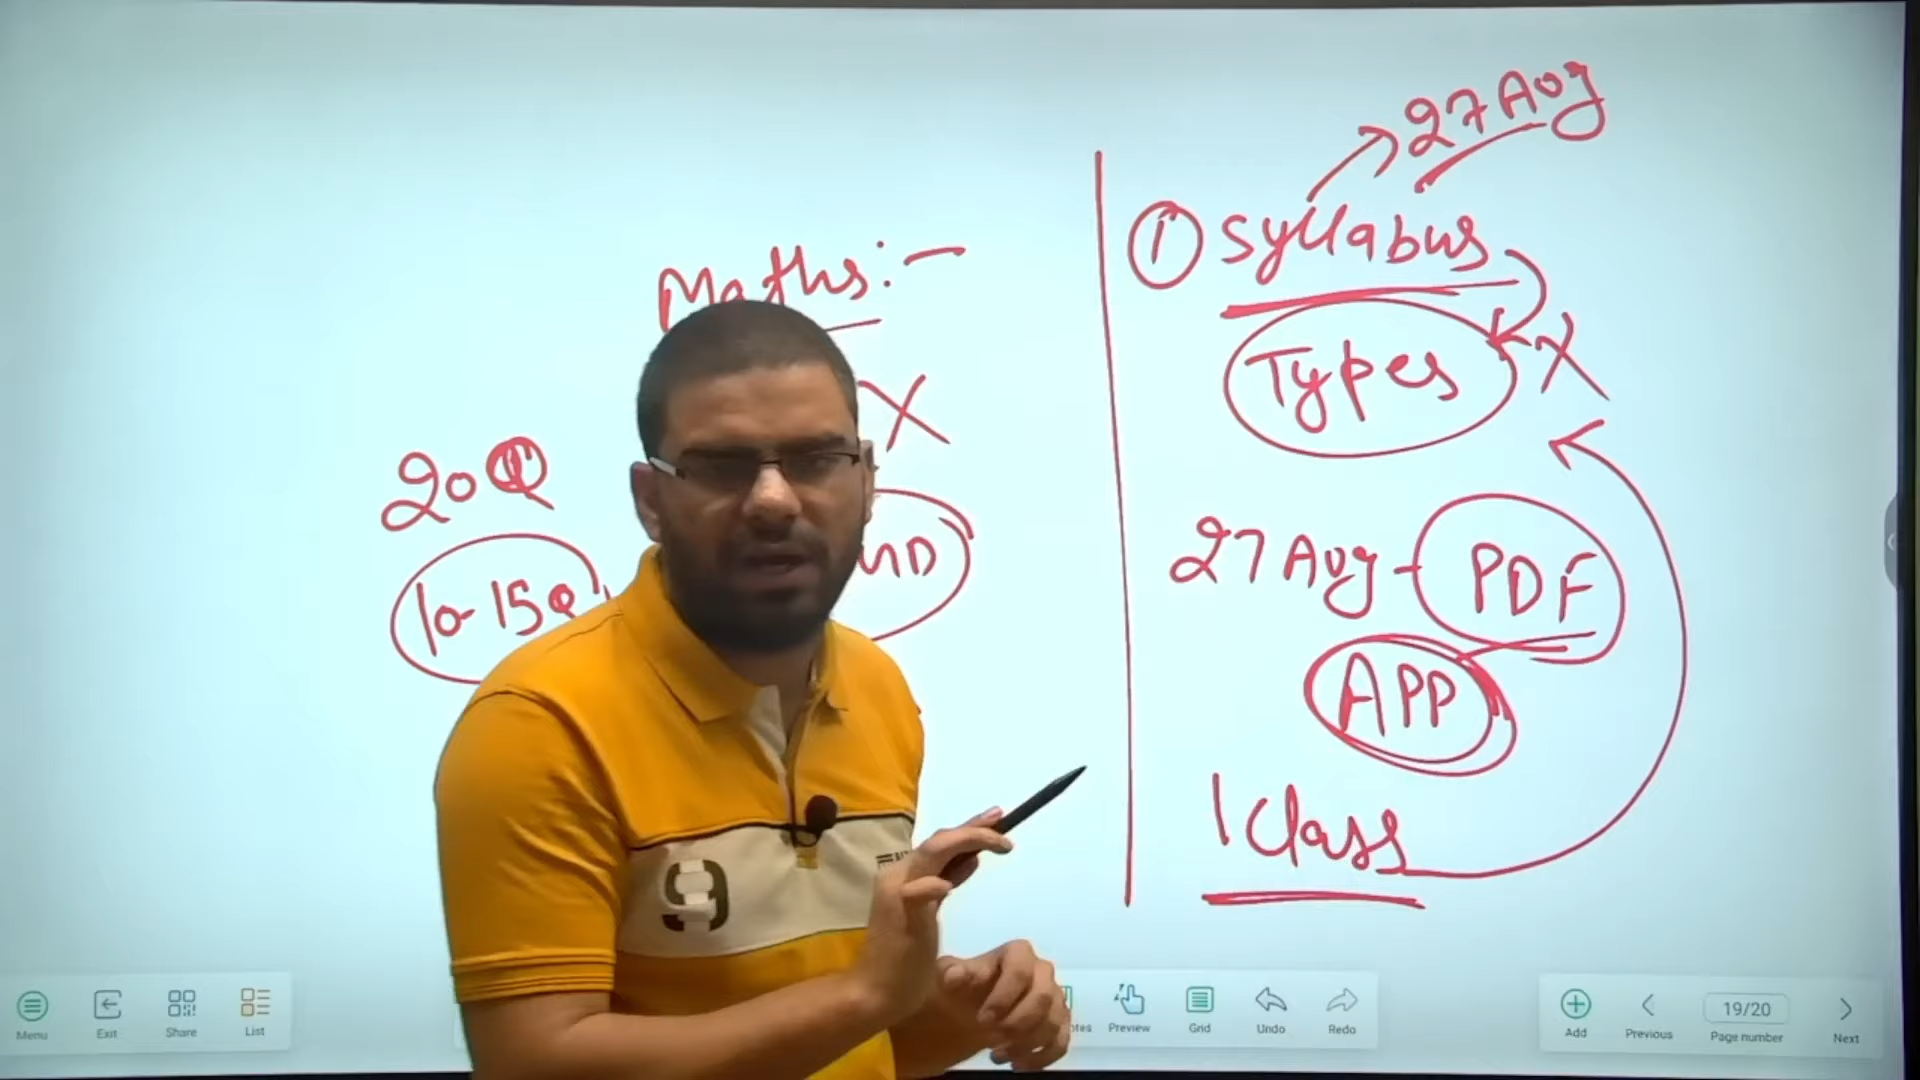 Maths:-
X
20Q
10-15Q
27 Aug
① Syllabus
Types X
27 Aug - PDF
APP
1 Class
9
Menu
Exit
Share
List
Preview
Grid
Undo
Redo
Add
Previous
19/20
Page number
Next